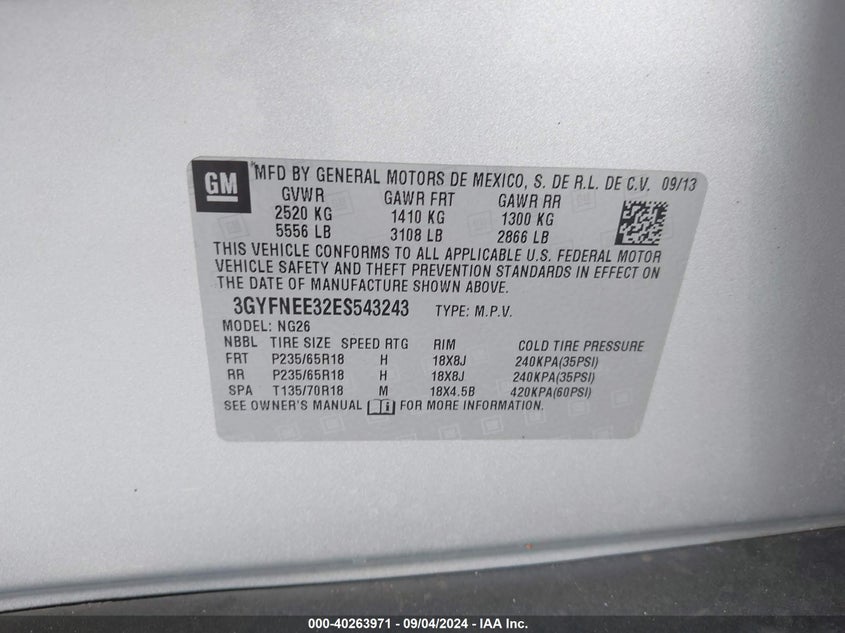 GM
MFD BY GENERAL MOTORS DE MEXICO, S. DE R.L. DE C.V. 09/13
GVWR GAWR FRT GAWR RR
2520 KG 1410 KG 1300 KG
5556 LB 3108 LB 2866 LB
THIS VEHICLE CONFORMS TO ALL APPLICABLE U.S. FEDERAL MOTOR
VEHICLE SAFETY AND THEFT PREVENTION STANDARDS IN EFFECT ON
THE DATE OF MANUFACTURE SHOWN ABOVE.
3GYFNEE32ES543243 TYPE: M.P.V.
MODEL: NG26
NBBL TIRE SIZE SPEED RTG RIM COLD TIRE PRESSURE
FRT P235/65R18 H 18X8J 240KPA(35PSI)
RR P235/65R18 H 18X8J 240KPA(35PSI)
SPA T135/70R18 M 18X4.5B 420KPA(60PSI)
SEE OWNER'S MANUAL FOR MORE INFORMATION.
000-40263971 - 09/04/2024 - IAA Inc.